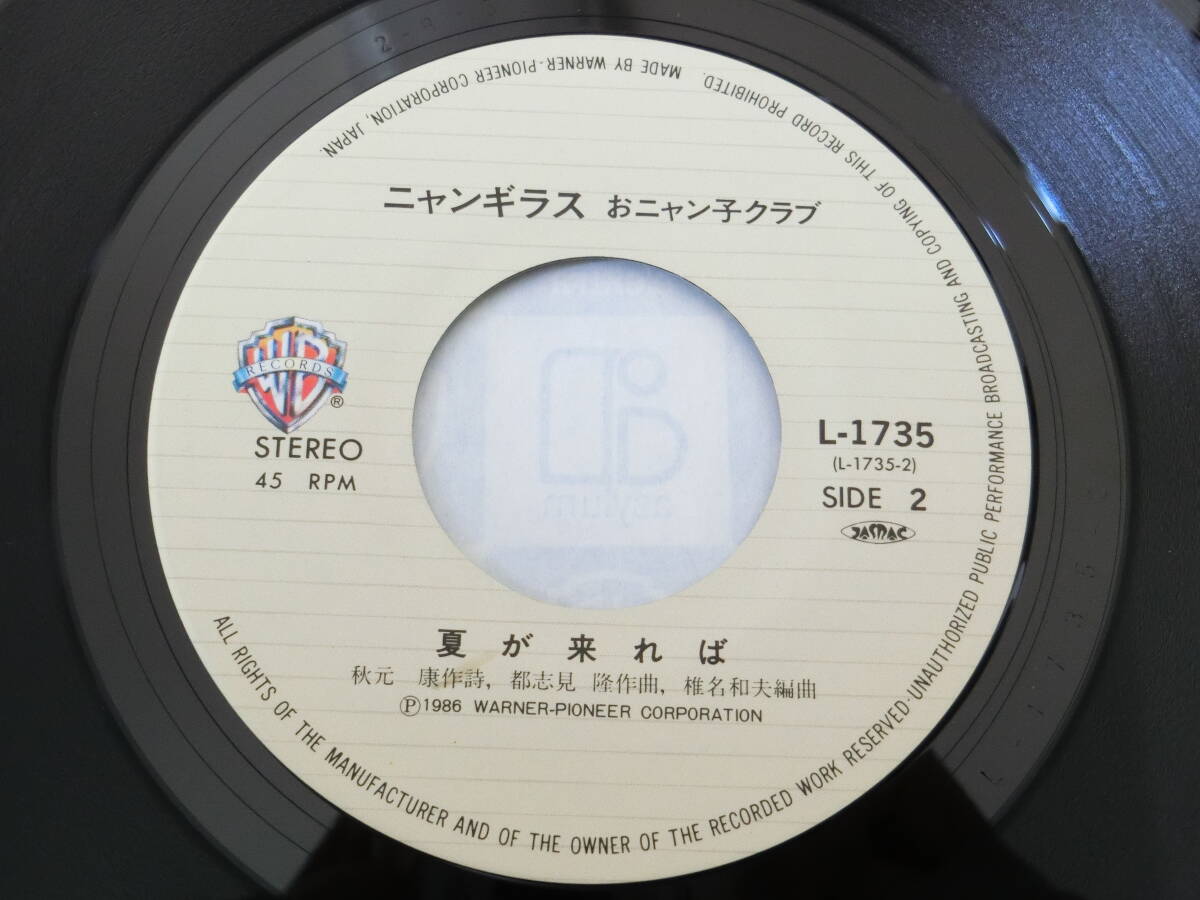 MADE BY WARNER-PIONEER CORPORATION, JAPAN.
ニャンギラス おニャン子クラブ
WB
RECORDS
®
STEREO
45 RPM
L-1735
(L-1735-2)
SIDE 2
JASRAC
夏が来れば
秋元 康作詩, 都志見 隆作曲, 椎名和夫編曲
Ⓟ1986 WARNER-PIONEER CORPORATION
ALL RIGHTS OF THE MANUFACTURER AND OF THE OWNER OF THE RECORDED WORK RESERVED·UNAUTHORIZED PUBLIC PERFORMANCE BROADCASTING AND COPYING OF THIS RECORD PROHIBITED.
asylum